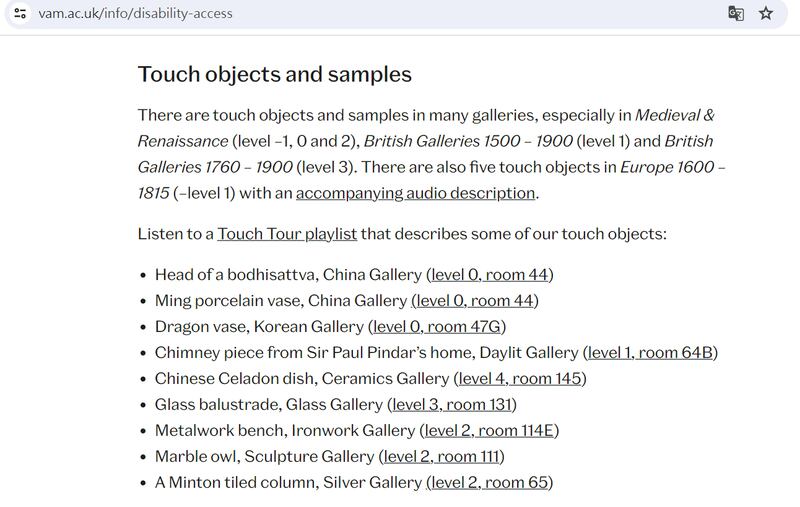 vam.ac.uk/info/disability-access
Touch objects and samples
There are touch objects and samples in many galleries, especially in Medieval &
Renaissance (level –1, 0 and 2), British Galleries 1500 – 1900 (level 1) and British
Galleries 1760 – 1900 (level 3). There are also five touch objects in Europe 1600 –
1815 (–level 1) with an accompanying audio description.
Listen to a Touch Tour playlist that describes some of our touch objects:
• Head of a bodhisattva, China Gallery (level 0, room 44)
• Ming porcelain vase, China Gallery (level 0, room 44)
• Dragon vase, Korean Gallery (level 0, room 47G)
• Chimney piece from Sir Paul Pindar’s home, Daylit Gallery (level 1, room 64B)
• Chinese Celadon dish, Ceramics Gallery (level 4, room 145)
• Glass balustrade, Glass Gallery (level 3, room 131)
• Metalwork bench, Ironwork Gallery (level 2, room 114E)
• Marble owl, Sculpture Gallery (level 2, room 111)
• A Minton tiled column, Silver Gallery (level 2, room 65)